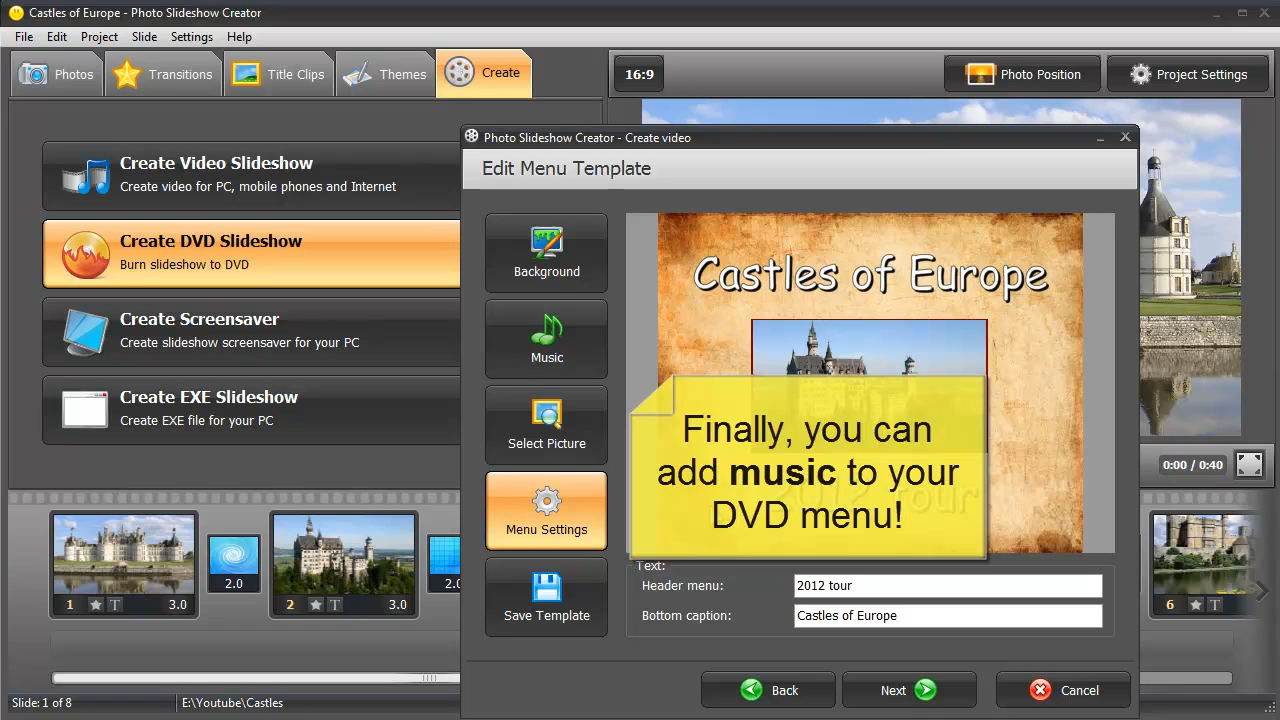 Castles of Europe - Photo Slideshow Creator
File Edit Project Slide Settings Help
Photos Transitions Title Clips Themes Create
16:9 Photo Position Project Settings
Create Video Slideshow
Create video for PC, mobile phones and Internet
Create DVD Slideshow
Burn slideshow to DVD
Create Screensaver
Create slideshow screensaver for your PC
Create EXE Slideshow
Create EXE file for your PC
Photo Slideshow Creator - Create video
Edit Menu Template
Background
Music
Select Picture
Menu Settings
Save Template
Castles of Europe
Finally, you can
add music to your
DVD menu!
2012 tour
Text:
Header menu: 2012 tour
Bottom caption: Castles of Europe
Back Next Cancel
0:00 / 0:40
1 T 3.0
2.0
2 T 3.0
2.0
6 T
Slide: 1 of 8 E:\Youtube\Castles